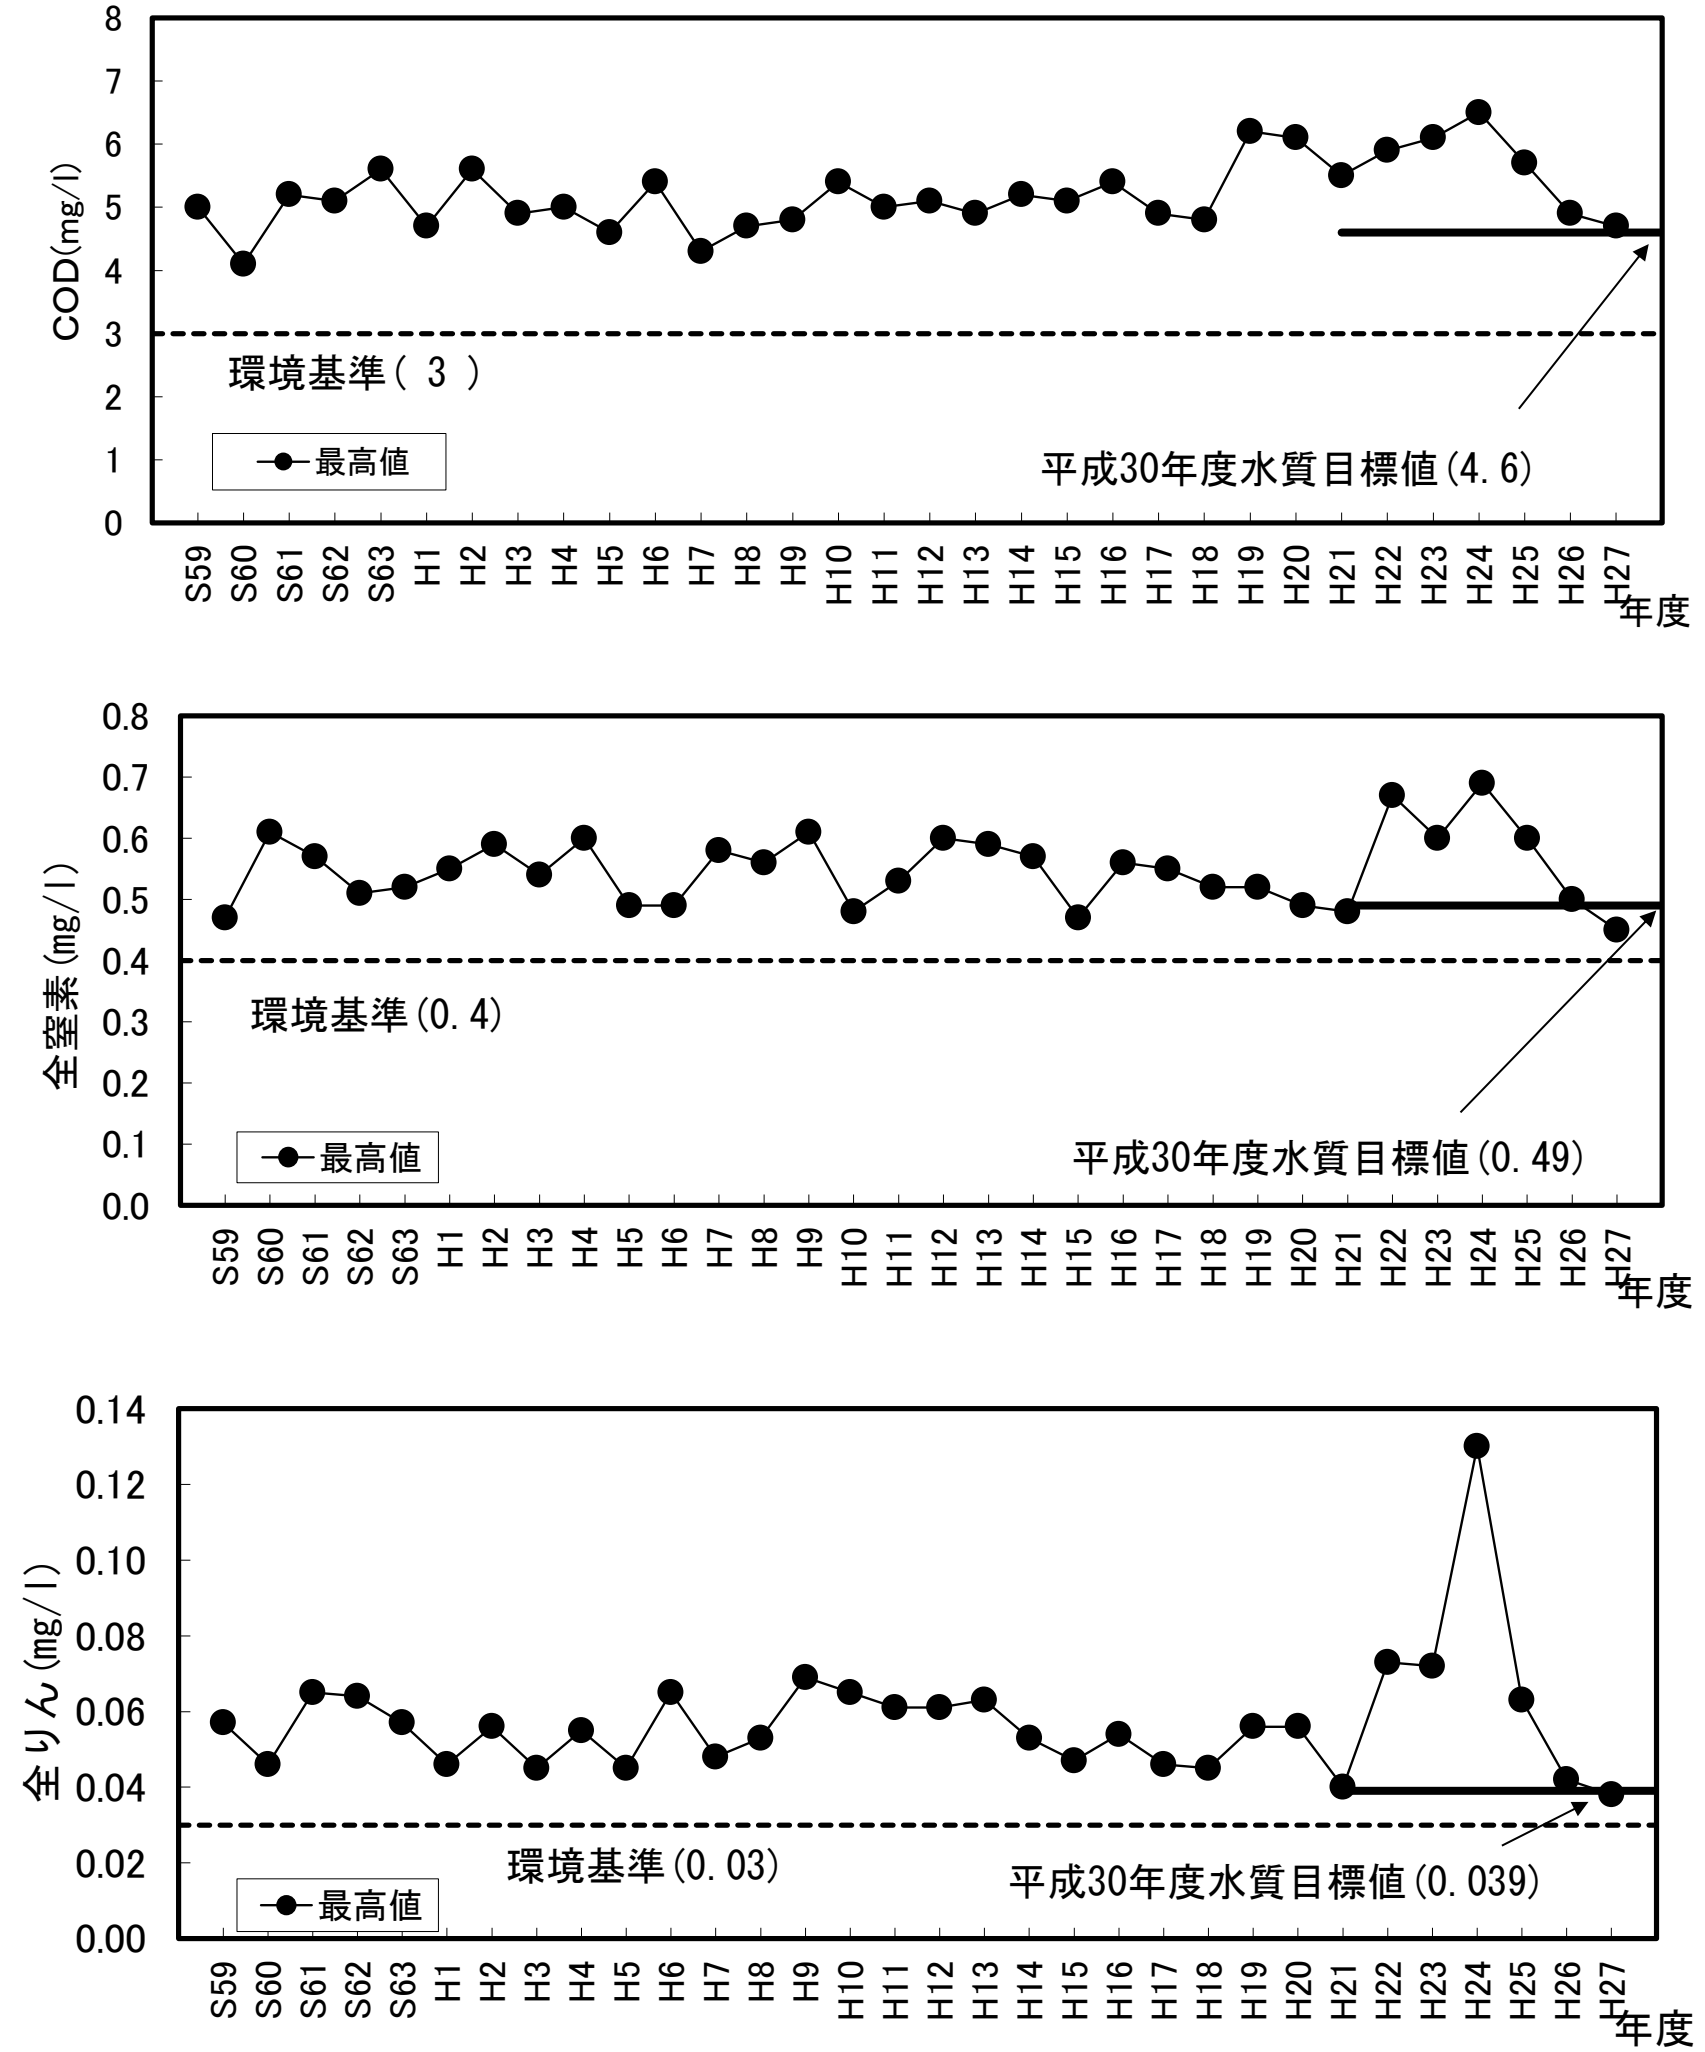 8
7
6
5
4
3
2
1
0
COD(mg/l)
環境基準( 3 )
最高値
平成30年度水質目標値(4.6)
S59 S60 S61 S62 S63 H1 H2 H3 H4 H5 H6 H7 H8 H9 H10 H11 H12 H13 H14 H15 H16 H17 H18 H19 H20 H21 H22 H23 H24 H25 H26 H27
年度
0.8
0.7
0.6
0.5
0.4
0.3
0.2
0.1
0.0
全窒素(mg/l)
環境基準(0.4)
最高値
平成30年度水質目標値(0.49)
S59 S60 S61 S62 S63 H1 H2 H3 H4 H5 H6 H7 H8 H9 H10 H11 H12 H13 H14 H15 H16 H17 H18 H19 H20 H21 H22 H23 H24 H25 H26 H27
年度
0.14
0.12
0.10
0.08
0.06
0.04
0.02
0.00
全りん(mg/l)
環境基準(0.03)
平成30年度水質目標値(0.039)
最高値
S59 S60 S61 S62 S63 H1 H2 H3 H4 H5 H6 H7 H8 H9 H10 H11 H12 H13 H14 H15 H16 H17 H18 H19 H20 H21 H22 H23 H24 H25 H26 H27
年度